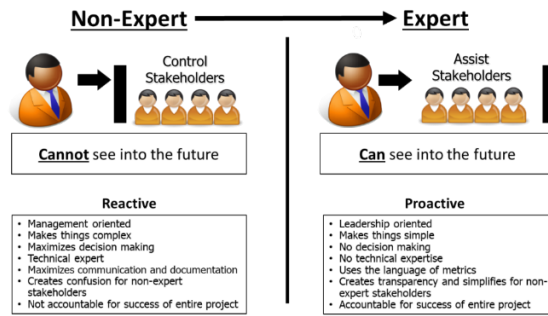 Non-Expert
Expert
Control
Stakeholders
Assist
Stakeholders
Cannot see into the future
Can see into the future
Reactive
• Management oriented
• Makes things complex
• Maximizes decision making
• Technical expert
• Maximizes communication and documentation
• Creates confusion for non-expert
stakeholders
• Not accountable for success of entire project
Proactive
• Leadership oriented
• Makes things simple
• No decision making
• No technical expertise
• Uses the language of metrics
• Creates transparency and simplifies for non-
expert stakeholders
• Accountable for success of entire project